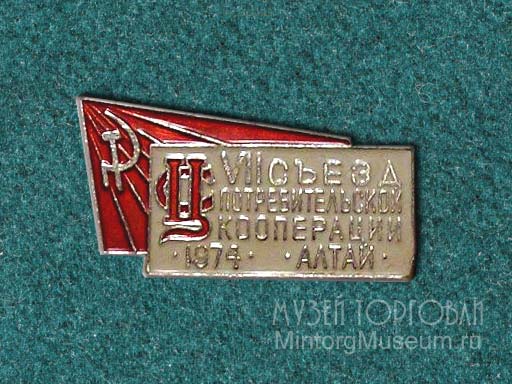 VII СЪЕЗД
ПОТРЕБИТЕЛЬСКОЙ
КООПЕРАЦИИ
· 1974 · АЛТАЙ ·
МУЗЕЙ ТОРГОВЛИ
MintorgMuseum.ru